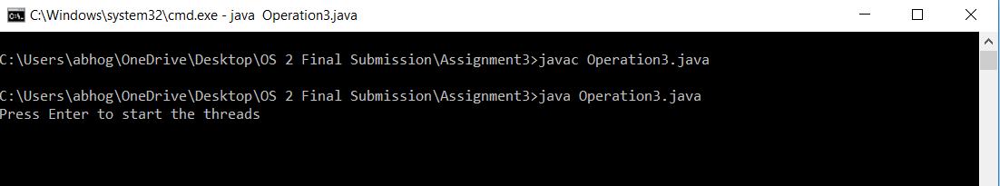 C:\Windows\system32\cmd.exe - java  Operation3.java
C:\Users\abhog\OneDrive\Desktop\OS 2 Final Submission\Assignment3>javac Operation3.java
C:\Users\abhog\OneDrive\Desktop\OS 2 Final Submission\Assignment3>java Operation3.java
Press Enter to start the threads